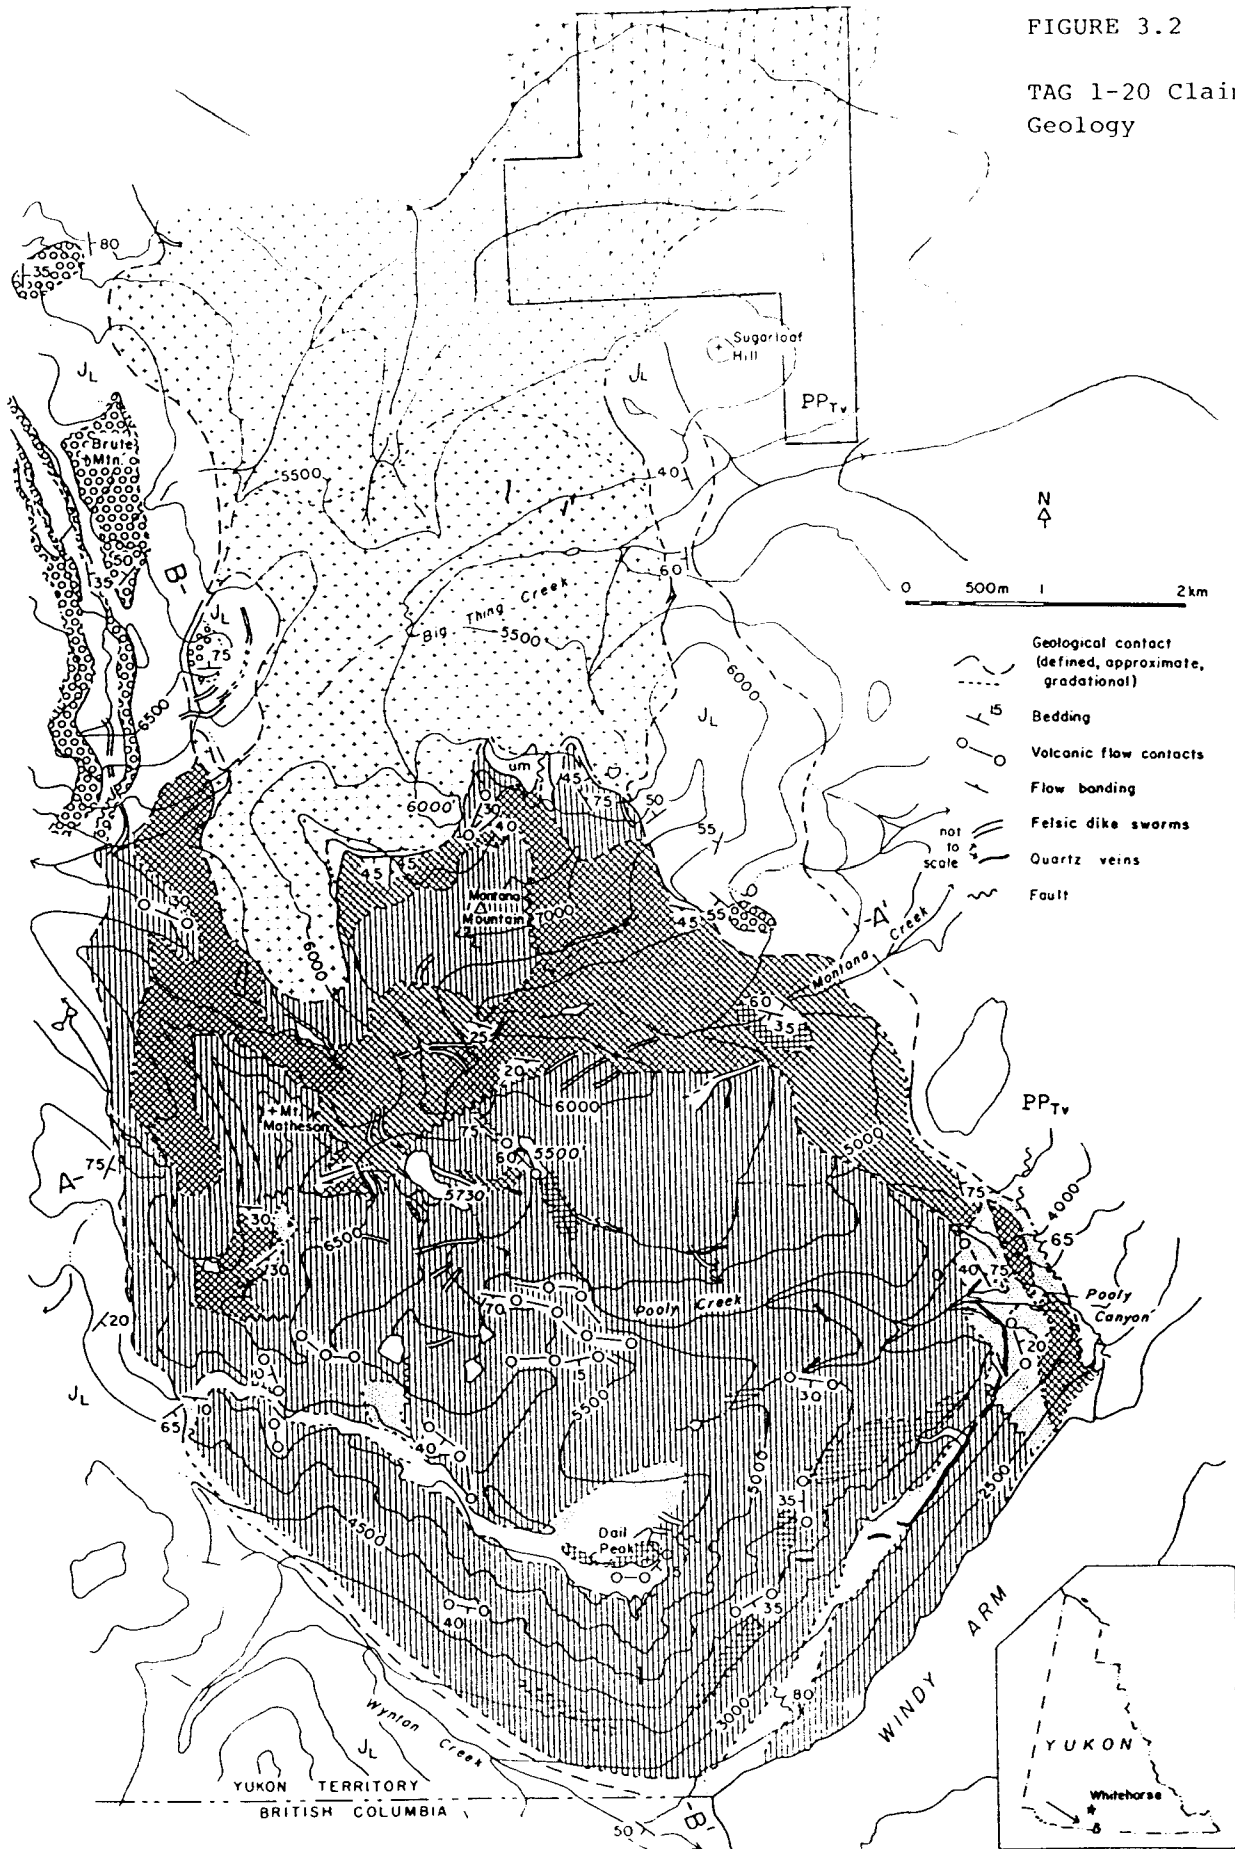 FIGURE 3.2
TAG 1-20 Clai
Geology
80
35
JL
Sugarloaf
Hill
JL
PPTv
Brute
Mtn.
5500
40
N
50
35
B-
60
0 500m 1 2km
JL
Big Thing Creek
5500
75
6500
6000
JL
Geological contact
(defined, approximate,
gradational)
15
Bedding
Volcanic flow contacts
Flow banding
not
to
scale
Felsic dike swarms
Quartz veins
Fault
um
45
75
6000
30
40
50
55
45
45
30
Montana
Mountain
7000
45
55
-A'
Montana Creek
6000
60
35
25
20
6000
+Mt.
Matheson
75
60
5500
5730
5000
PPTv
A-
75
75
4000
65
30
30
6500
40
75
Pooly
Canyon
20
70
Pooly Creek
20
10
15
30
5500
JL
65
10
40
5000
35
2500
4500
Dail
Peak
5
40
35
WINDY ARM
80
3000
Wynton
Creek
JL
YUKON TERRITORY
BRITISH COLUMBIA
50
-B'
YUKON
Whitehorse